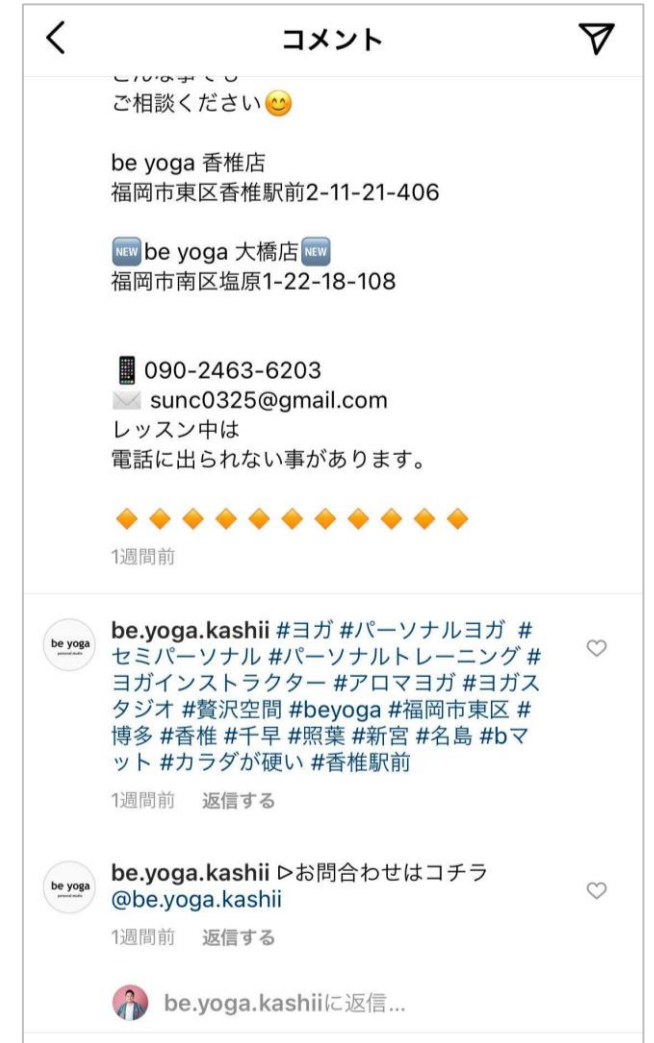 コメント
こんな事でも
ご相談ください😊
be yoga 香椎店
福岡市東区香椎駅前2-11-21-406
🆕be yoga 大橋店🆕
福岡市南区塩原1-22-18-108
📱 090-2463-6203
✉️ sunc0325@gmail.com
レッスン中は
電話に出られない事があります。
🔶🔶🔶🔶🔶🔶🔶🔶🔶🔶🔶
1週間前
be yoga
be.yoga.kashii #ヨガ #パーソナルヨガ #
セミパーソナル #パーソナルトレーニング #
ヨガインストラクター #アロマヨガ #ヨガス
タジオ #贅沢空間 #beyoga #福岡市東区 #
博多 #香椎 #千早 #照葉 #新宮 #名島 #bマ
ット #カラダが硬い #香椎駅前
1週間前 返信する
be yoga
be.yoga.kashii ▷お問合わせはコチラ
@be.yoga.kashii
1週間前 返信する
be.yoga.kashiiに返信...